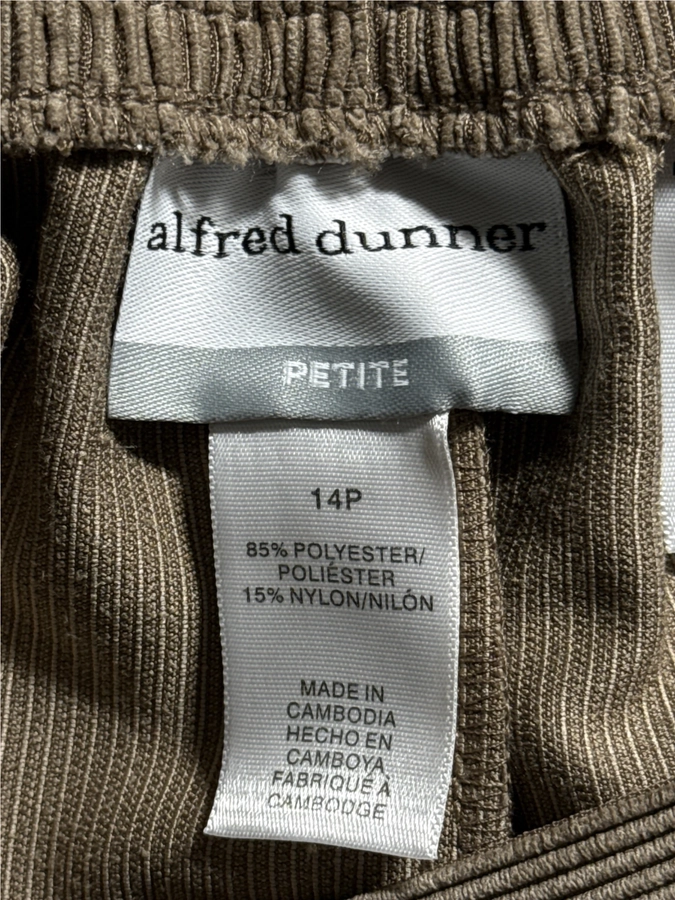 alfred dunner
PETITE
14P
85% POLYESTER/
POLIÉSTER
15% NYLON/NILÓN
MADE IN
CAMBODIA
HECHO EN
CAMBOYA
FABRIQUÉ À
CAMBODGE